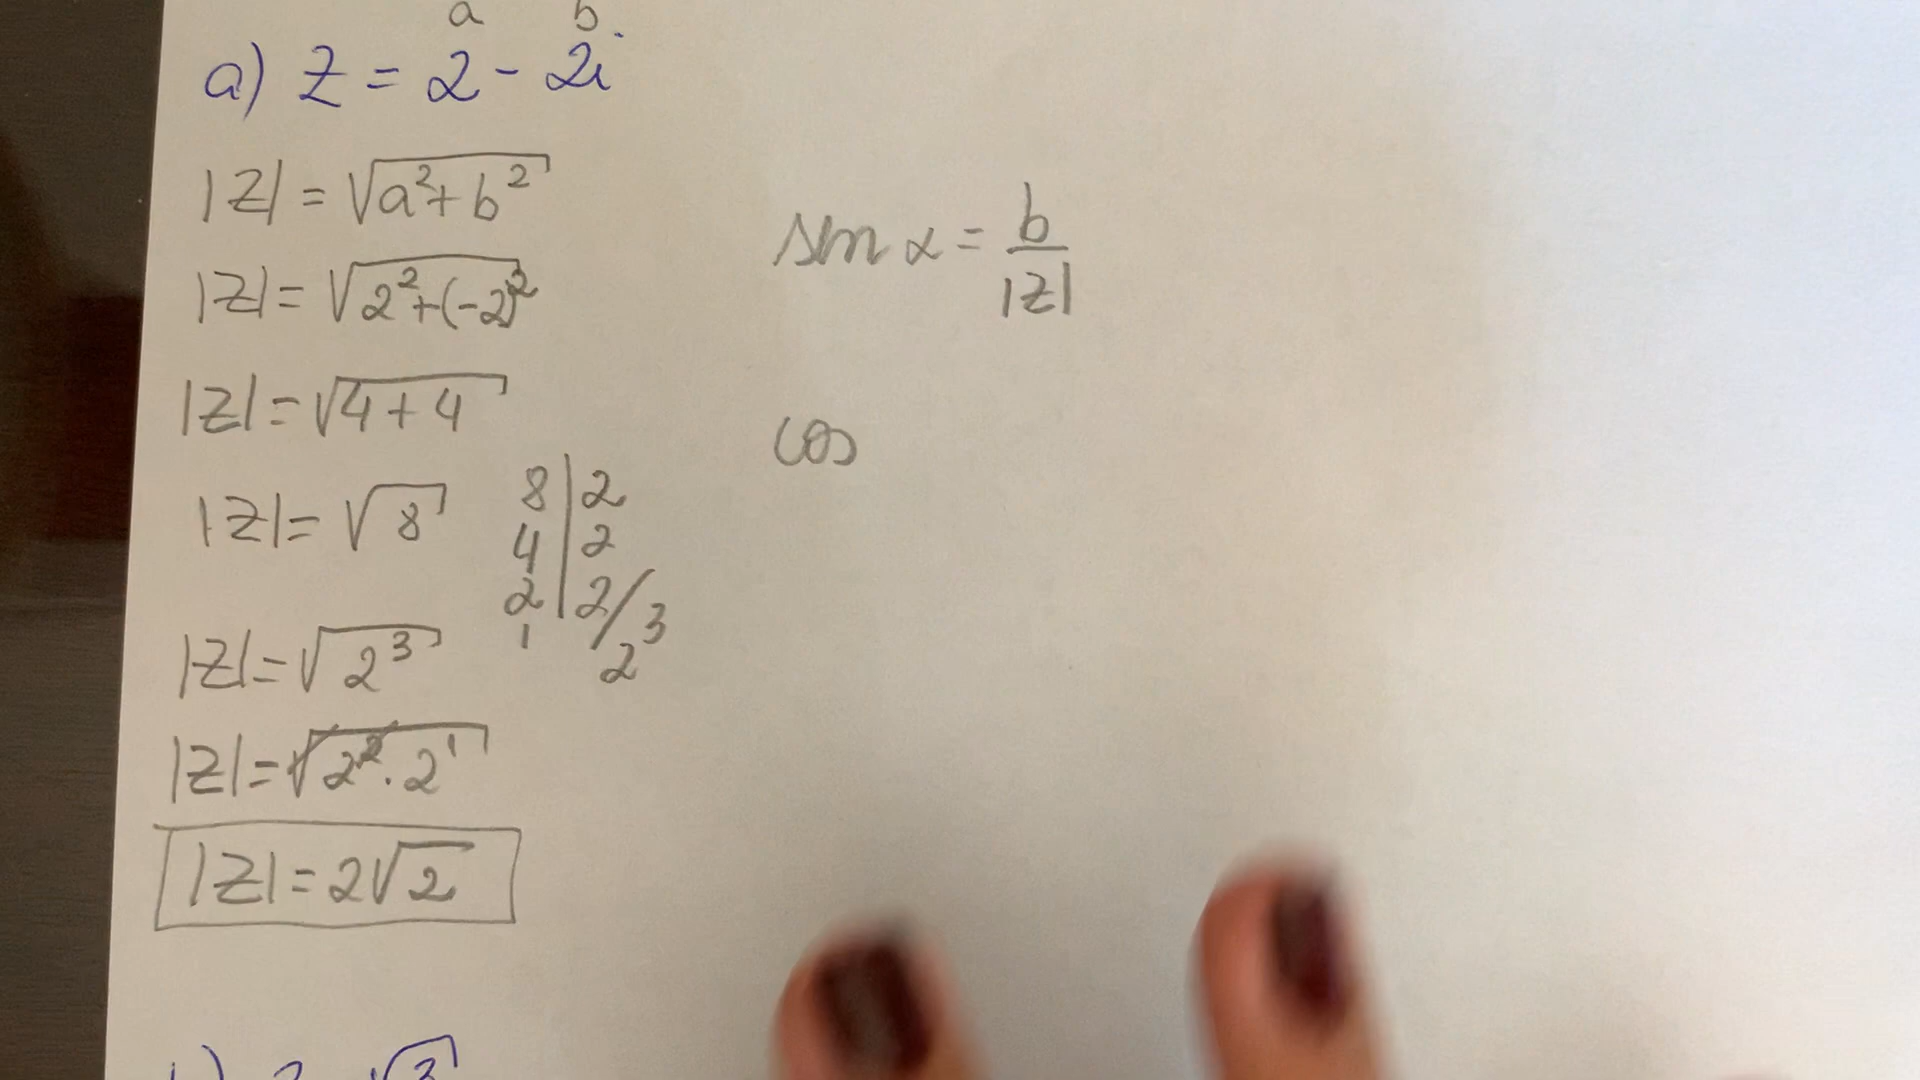 a b
a) z = 2 - 2i
|z| = √a²+b²
|z| = √2²+(-2)²
|z| = √4+4
|z| = √8
8|2
4|2
2|2
1 2³
|z| = √2³
|z| = √2²·2¹
|z| = 2√2
sen α = b/|z|
cos